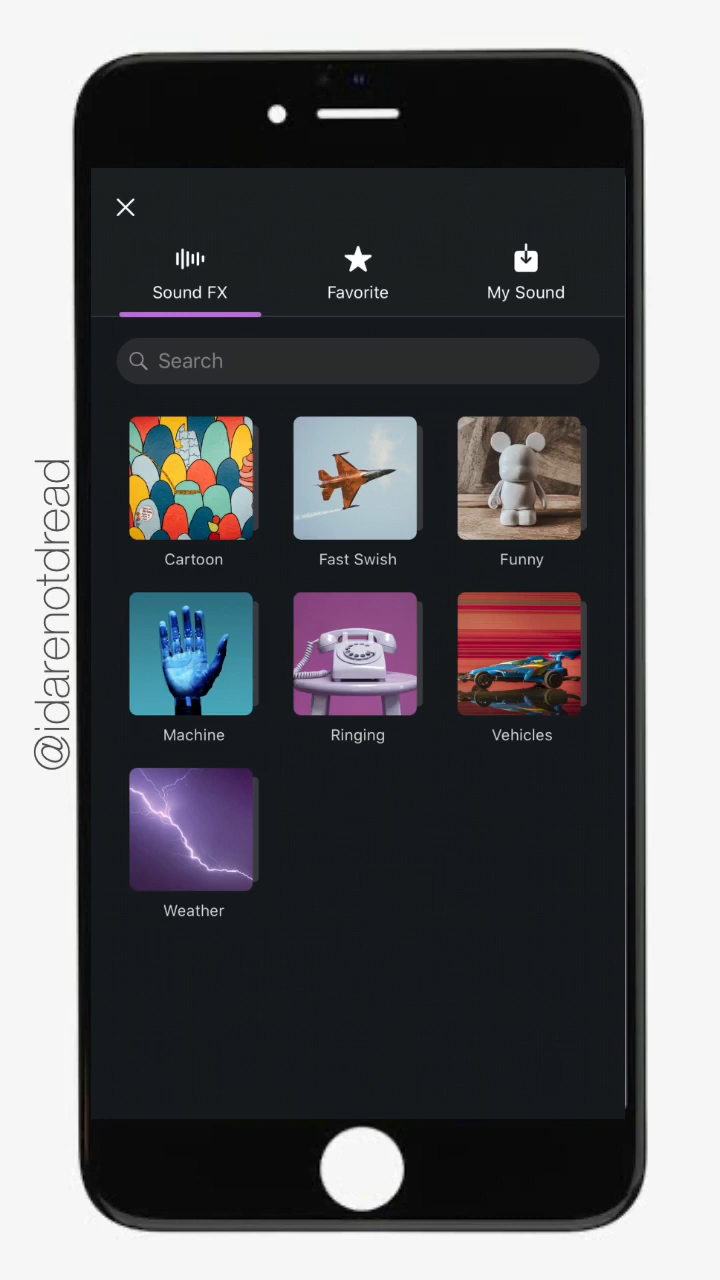 Sound FX
Favorite
My Sound
Search
Cartoon
Fast Swish
Funny
Machine
Ringing
Vehicles
Weather
@idarenotdread